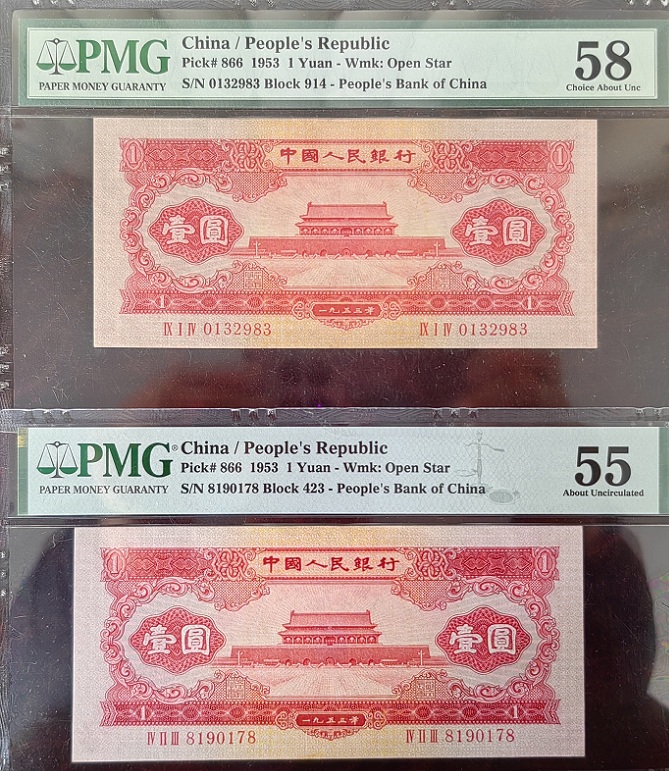 PMG
PAPER MONEY GUARANTY
China / People's Republic
Pick# 866 1953 1 Yuan - Wmk: Open Star
S/N 0132983 Block 914 - People's Bank of China
58
Choice About Unc
1 中國人民銀行 1
壹圓 壹圓
1 一九五三年 1
Ⅸ Ⅰ Ⅳ 0132983 Ⅸ Ⅰ Ⅳ 0132983
PMG®
PAPER MONEY GUARANTY
China / People's Republic
Pick# 866 1953 1 Yuan - Wmk: Open Star
S/N 8190178 Block 423 - People's Bank of China
55
About Uncirculated
1 中國人民銀行 1
壹圓 壹圓
1 一九五三年 1
Ⅳ Ⅱ Ⅲ 8190178 Ⅳ Ⅱ Ⅲ 8190178